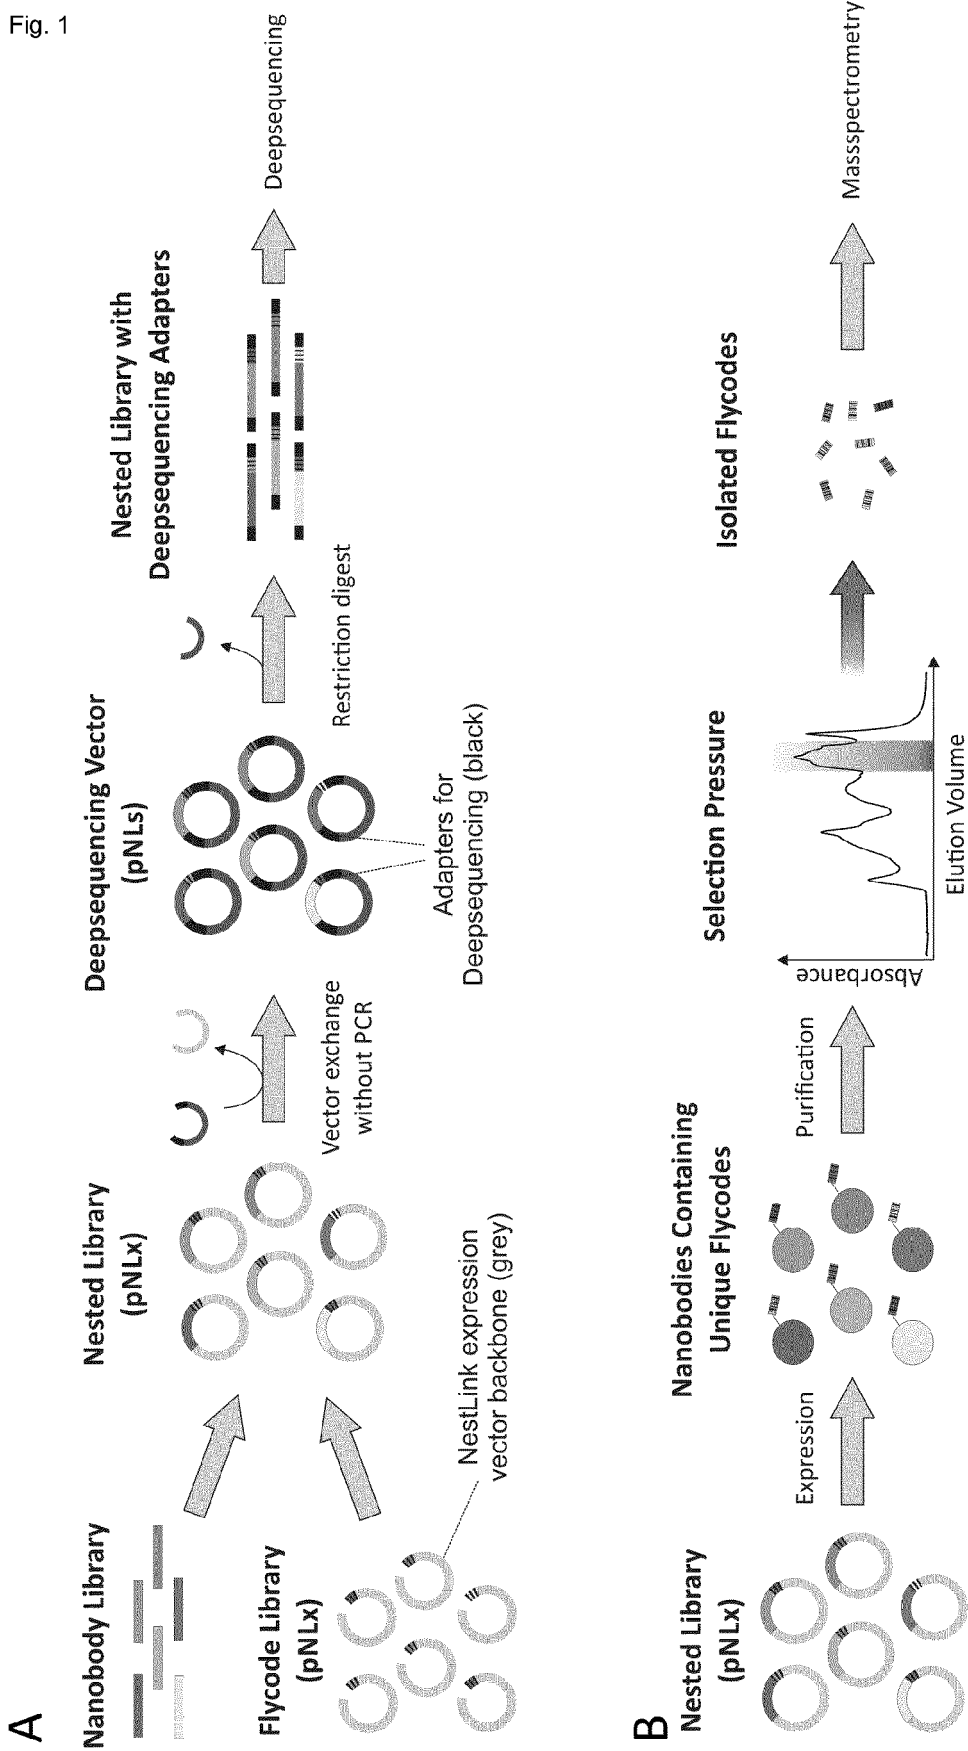 Fig. 1
A
Nanobody Library
Flycode Library
(pNLx)
NestLink expression
vector backbone (grey)
Nested Library
(pNLx)
Vector exchange
without PCR
Deepsequencing Vector
(pNLs)
Adapters for
Deepsequencing (black)
Restriction digest
Nested Library with
Deepsequencing Adapters
Deepsequencing
B
Nested Library
(pNLx)
Expression
Nanobodies Containing
Unique Flycodes
Purification
Selection Pressure
Absorbance
Elution Volume
Isolated Flycodes
Massspectrometry